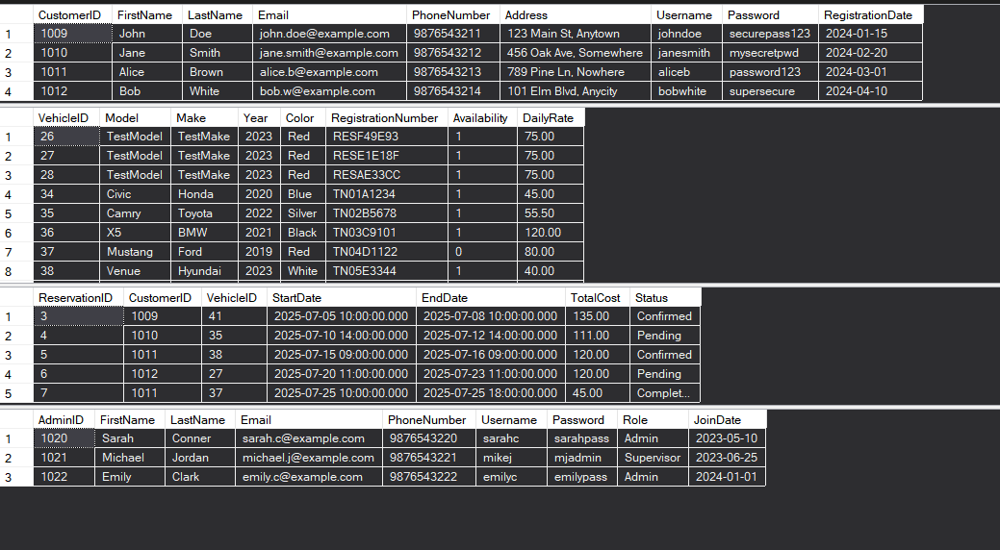 CustomerID FirstName LastName Email PhoneNumber Address Username Password RegistrationDate
1 1009 John Doe john.doe@example.com 9876543211 123 Main St, Anytown johndoe securepass123 2024-01-15
2 1010 Jane Smith jane.smith@example.com 9876543212 456 Oak Ave, Somewhere janesmith mysecretpwd 2024-02-20
3 1011 Alice Brown alice.b@example.com 9876543213 789 Pine Ln, Nowhere aliceb password123 2024-03-01
4 1012 Bob White bob.w@example.com 9876543214 101 Elm Blvd, Anycity bobwhite supersecure 2024-04-10
VehicleID Model Make Year Color RegistrationNumber Availability DailyRate
1 26 TestModel TestMake 2023 Red RESF49E93 1 75.00
2 27 TestModel TestMake 2023 Red RESE1E18F 1 75.00
3 28 TestModel TestMake 2023 Red RESAE33CC 1 75.00
4 34 Civic Honda 2020 Blue TN01A1234 1 45.00
5 35 Camry Toyota 2022 Silver TN02B5678 1 55.50
6 36 X5 BMW 2021 Black TN03C9101 1 120.00
7 37 Mustang Ford 2019 Red TN04D1122 0 80.00
8 38 Venue Hyundai 2023 White TN05E3344 1 40.00
ReservationID CustomerID VehicleID StartDate EndDate TotalCost Status
1 3 1009 41 2025-07-05 10:00:00.000 2025-07-08 10:00:00.000 135.00 Confirmed
2 4 1010 35 2025-07-10 14:00:00.000 2025-07-12 14:00:00.000 111.00 Pending
3 5 1011 38 2025-07-15 09:00:00.000 2025-07-16 09:00:00.000 120.00 Confirmed
4 6 1012 27 2025-07-20 11:00:00.000 2025-07-23 11:00:00.000 120.00 Pending
5 7 1011 37 2025-07-25 10:00:00.000 2025-07-25 18:00:00.000 45.00 Complet...
AdminID FirstName LastName Email PhoneNumber Username Password Role JoinDate
1 1020 Sarah Conner sarah.c@example.com 9876543220 sarahc sarahpass Admin 2023-05-10
2 1021 Michael Jordan michael.j@example.com 9876543221 mikej mjadmin Supervisor 2023-06-25
3 1022 Emily Clark emily.c@example.com 9876543222 emilyc emilypass Admin 2024-01-01